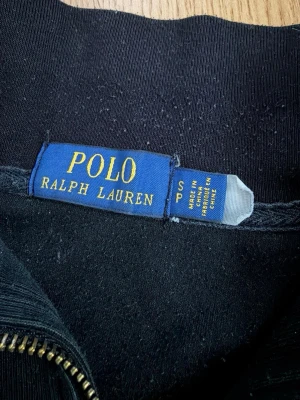 POLO
RALPH LAUREN
S
P
MADE IN
CHINA
FABRIQUÉ EN
CHINE